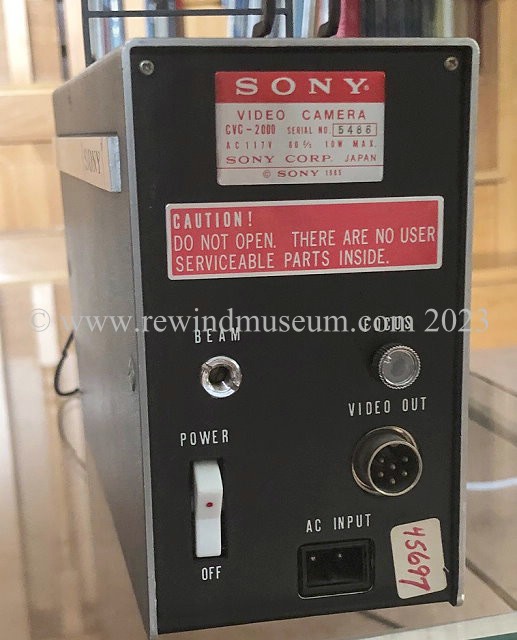 SONY®
VIDEO CAMERA
CVC-2000 SERIAL NO. 5486
AC 117V 60 c/s 10W MAX.
SONY CORP. JAPAN
© SONY 1965
SONY
CAUTION!
DO NOT OPEN. THERE ARE NO USER
SERVICEABLE PARTS INSIDE.
© www.rewindmuseum.com 2023
BEAM
FOCUS
VIDEO OUT
POWER
AC INPUT
OFF
45697